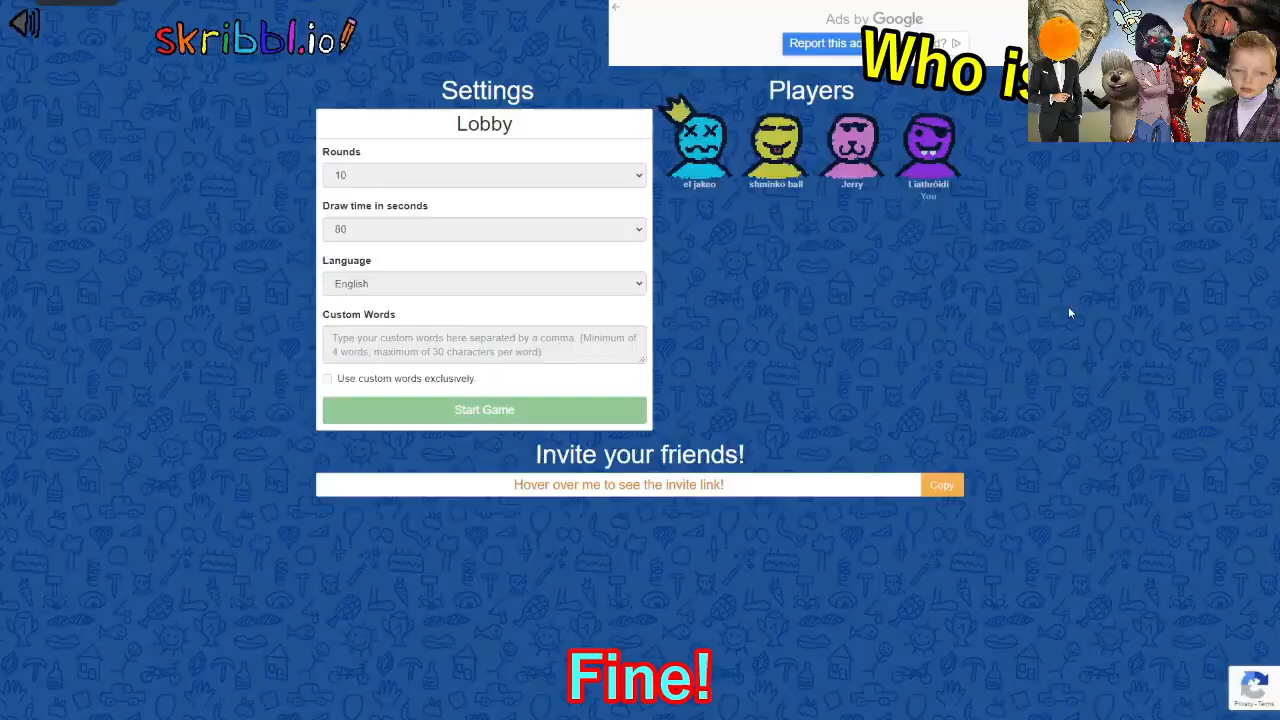 skribbl.io
Ads by Google
Report this ad
d?
Who is
Settings
Players
Lobby
Rounds
10
Draw time in seconds
80
Language
English
Custom Words
Type your custom words here separated by a comma. (Minimum of
4 words, maximum of 30 characters per word)
Use custom words exclusively
Start Game
el jakeo
shminko ball
Jerry
Liathróidí
You
Invite your friends!
Hover over me to see the invite link!
Copy
Fine!
Privacy - Terms